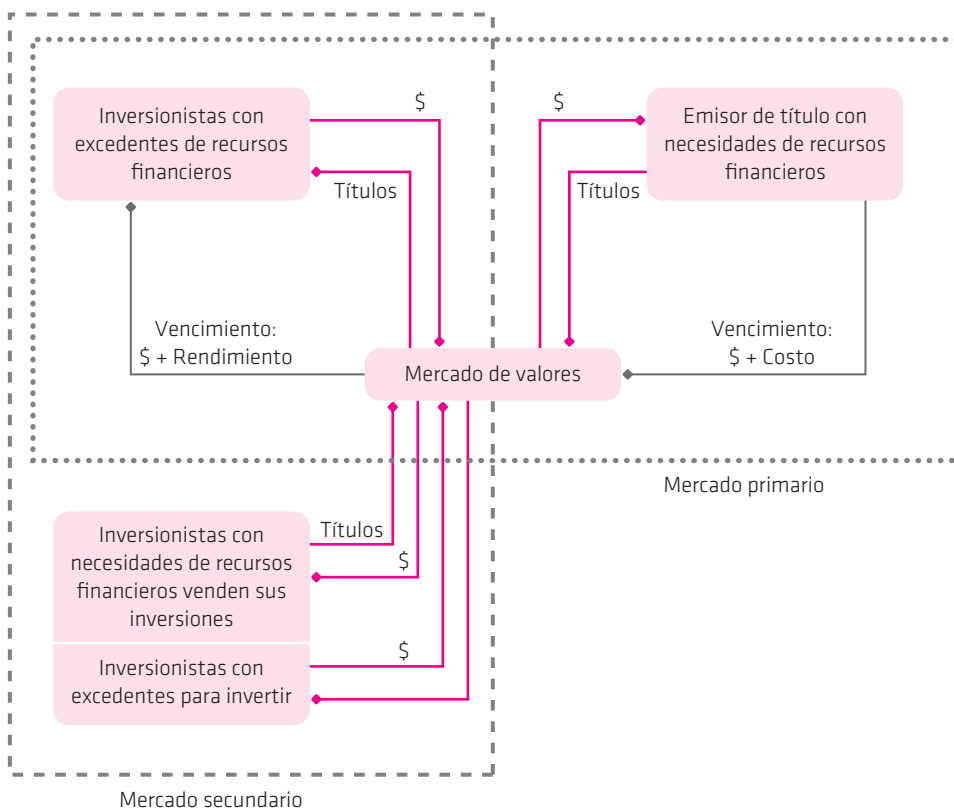 Inversionistas con
excedentes de recursos
financieros
$
Títulos
$
Títulos
Emisor de título con
necesidades de recursos
financieros
Vencimiento:
$ + Rendimiento
Vencimiento:
$ + Costo
Mercado de valores
Mercado primario
Inversionistas con
necesidades de recursos
financieros venden sus
inversiones
Títulos
$
Inversionistas con
excedentes para invertir
$
Mercado secundario